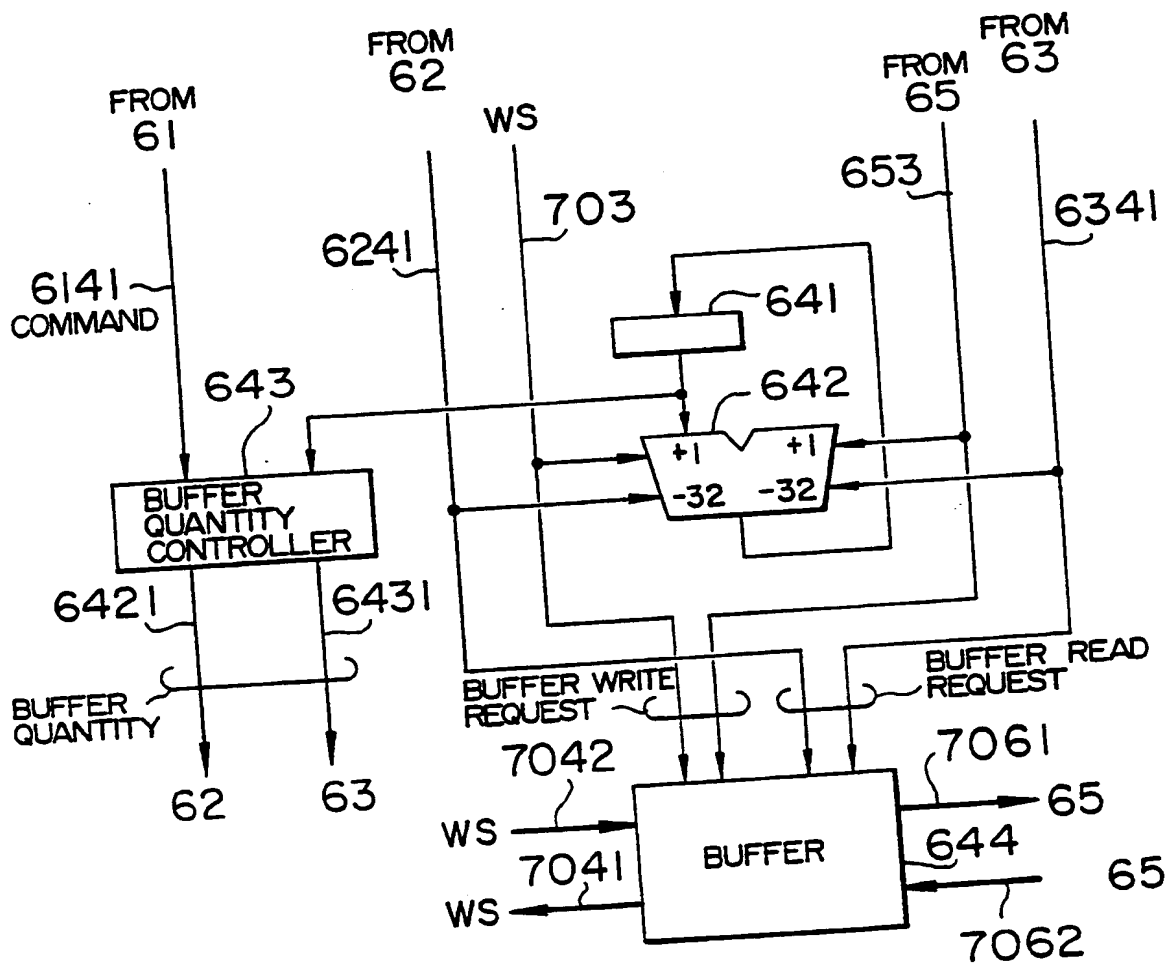 FROM
61
FROM
62
WS
FROM
65
FROM
63
703
653
6341
6241
6141
COMMAND
641
643
642
+1
+1
-32
-32
BUFFER
QUANTITY
CONTROLLER
6421
6431
BUFFER
QUANTITY
BUFFER WRITE
REQUEST
BUFFER READ
REQUEST
62
63
7042
7061
WS
65
BUFFER
644
7041
WS
65
7062